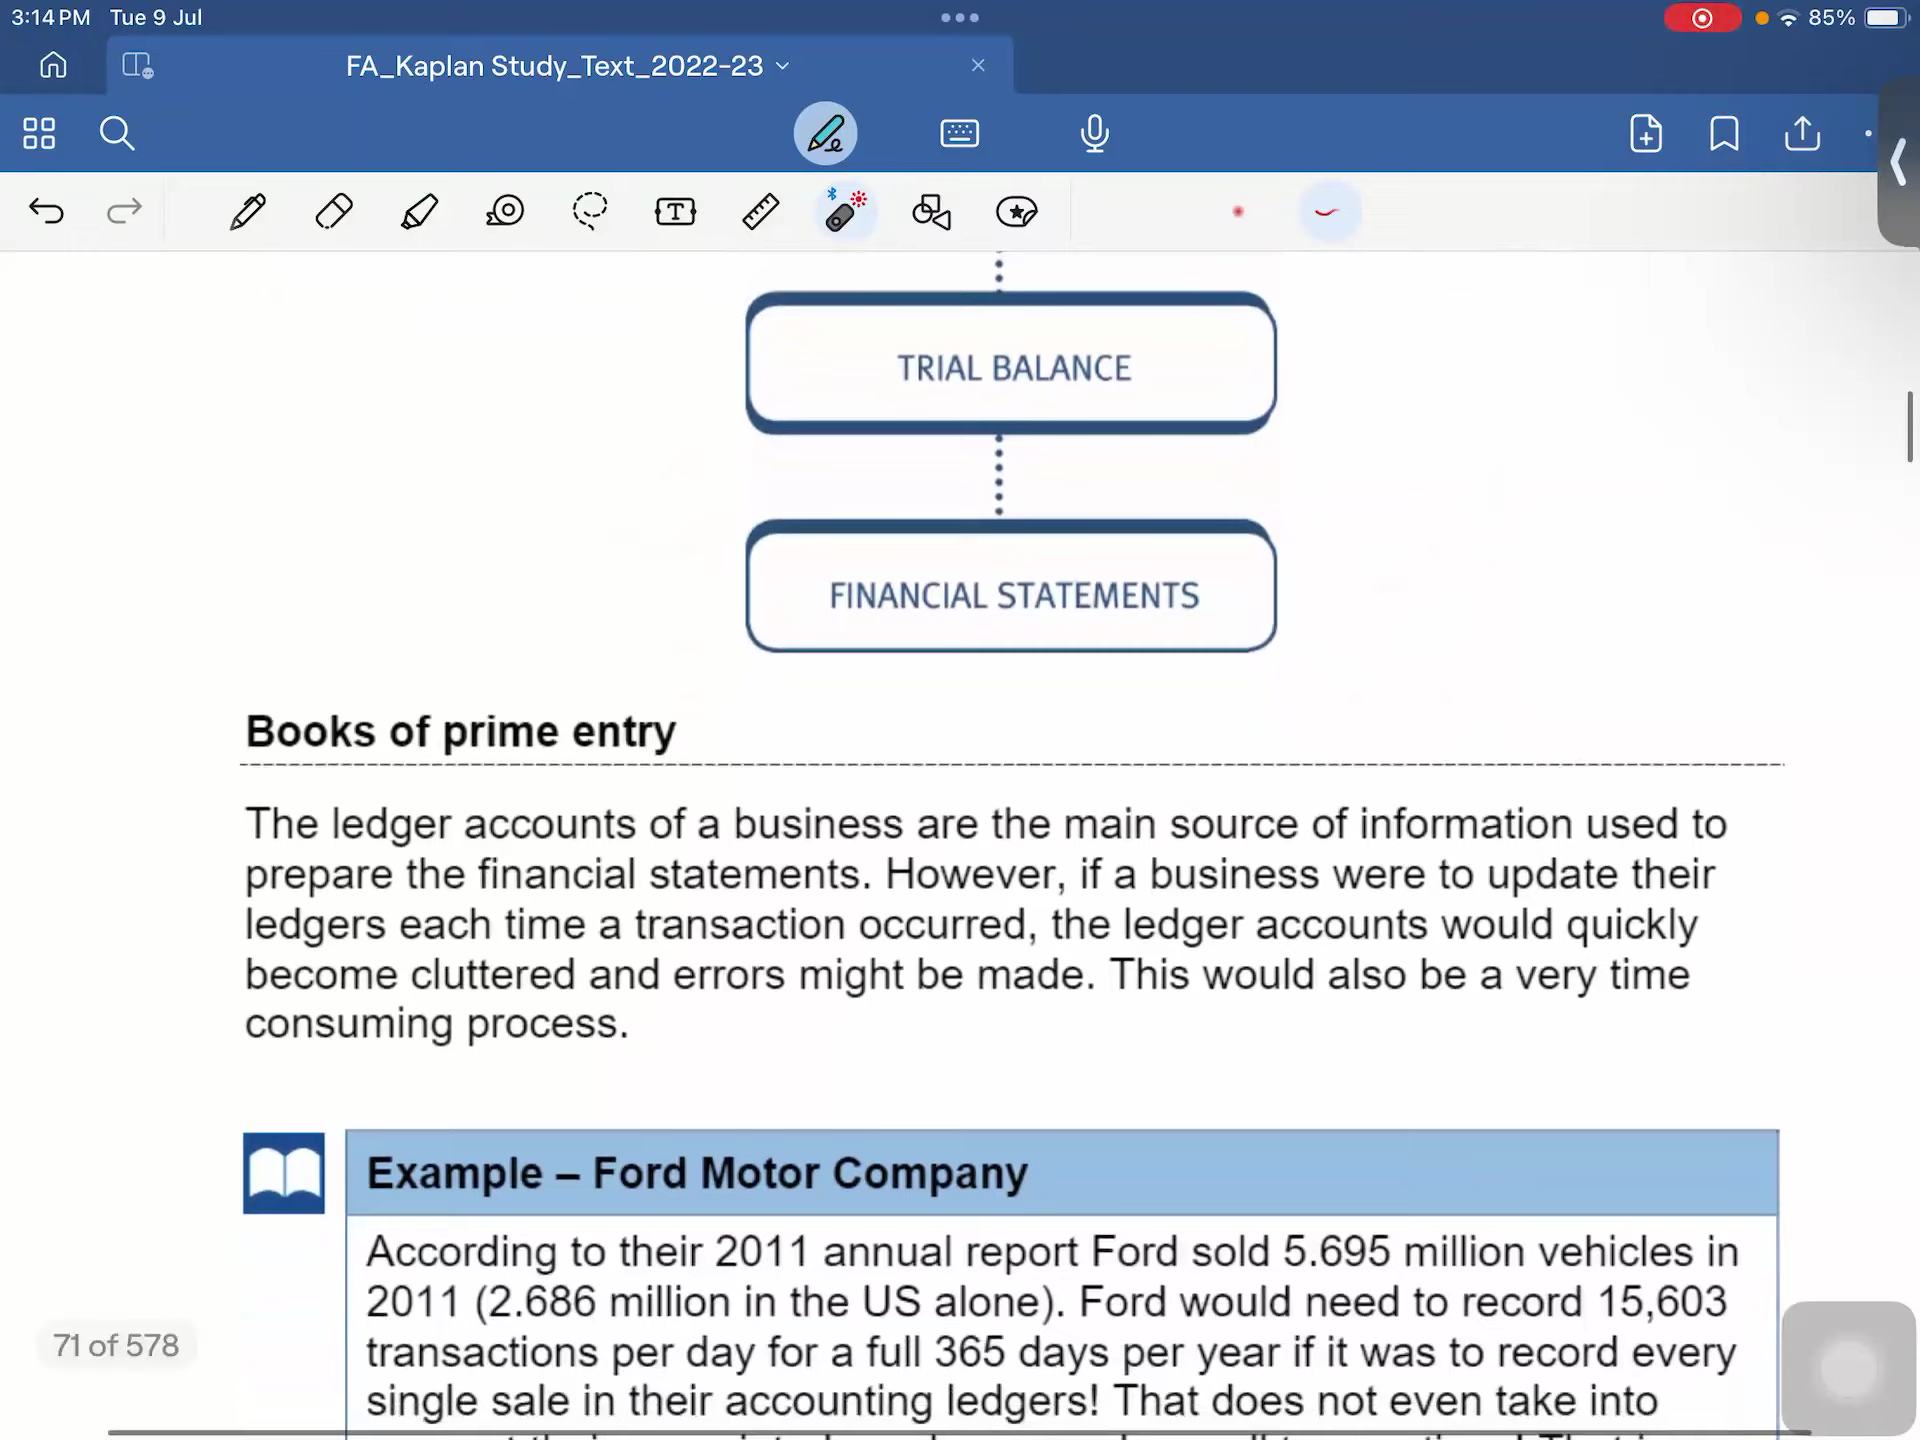 3:14 PM Tue 9 Jul
85%
FA_Kaplan Study_Text_2022-23
TRIAL BALANCE
FINANCIAL STATEMENTS
Books of prime entry
The ledger accounts of a business are the main source of information used to
prepare the financial statements. However, if a business were to update their
ledgers each time a transaction occurred, the ledger accounts would quickly
become cluttered and errors might be made. This would also be a very time
consuming process.
Example – Ford Motor Company
According to their 2011 annual report Ford sold 5.695 million vehicles in
2011 (2.686 million in the US alone). Ford would need to record 15,603
transactions per day for a full 365 days per year if it was to record every
single sale in their accounting ledgers! That does not even take into
71 of 578